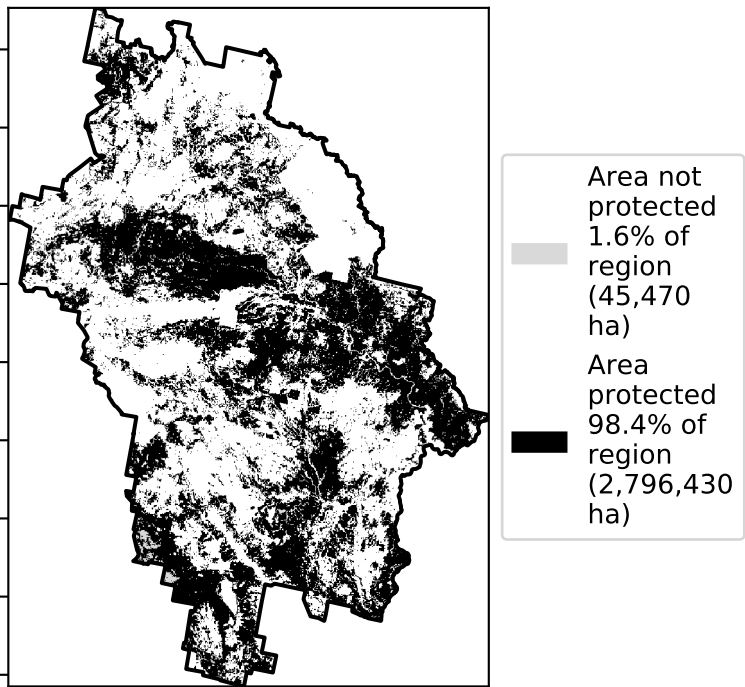 Area not
protected
1.6% of
region
(45,470
ha)
Area
protected
98.4% of
region
(2,796,430
ha)